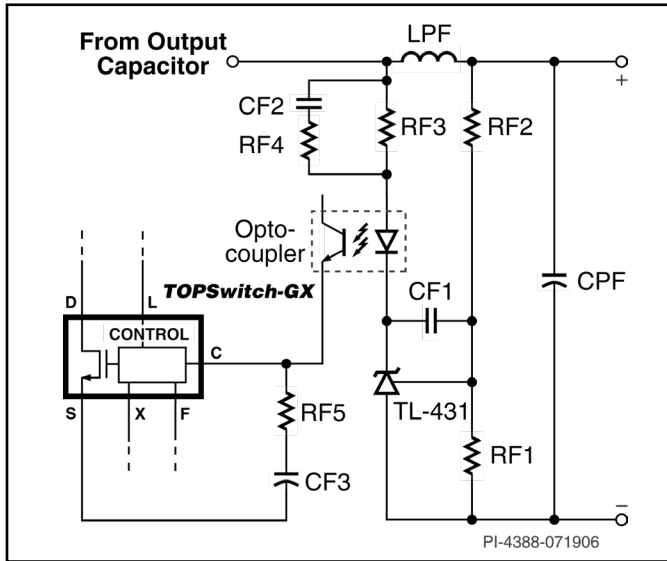 From Output
Capacitor
LPF
+
CF2
RF4
RF3
RF2
Opto-
coupler
TOPSwitch-GX
CF1
CPF
D
L
CONTROL
C
S
X
F
RF5
TL-431
CF3
RF1
−
PI-4388-071906